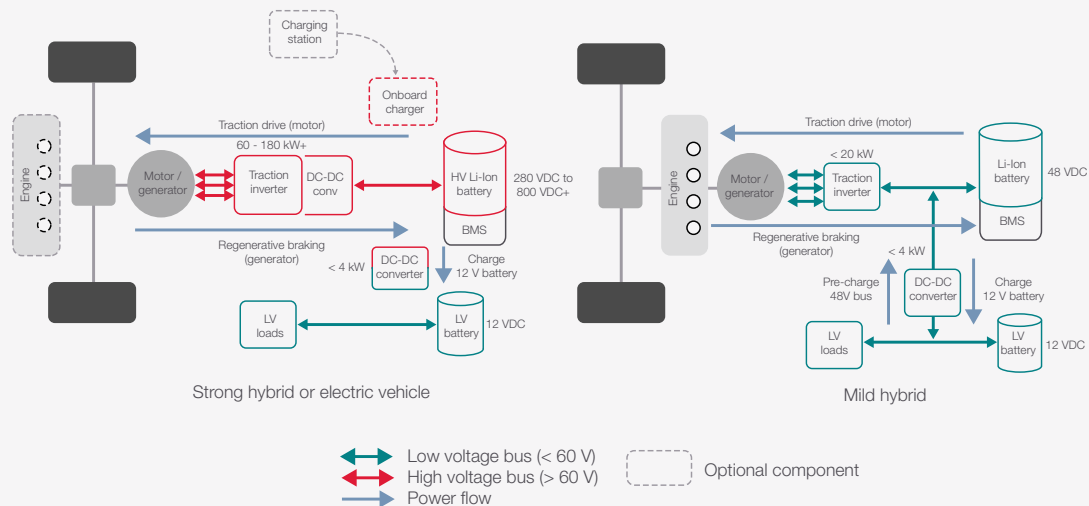 Charging
station
Onboard
charger
Traction drive (motor)
60 - 180 kW+
Engine
Motor /
generator
Traction
inverter
DC-DC
conv
HV Li-Ion
battery
BMS
280 VDC to
800 VDC+
Regenerative braking
(generator)
< 4 kW
DC-DC
converter
Charge
12 V battery
LV
loads
LV
battery
12 VDC
Strong hybrid or electric vehicle
Traction drive (motor)
< 20 kW
Engine
Motor /
generator
Traction
inverter
Li-Ion
battery
BMS
48 VDC
Regenerative braking
(generator)
< 4 kW
Pre-charge
48V bus
DC-DC
converter
Charge
12 V battery
LV
loads
LV
battery
12 VDC
Mild hybrid
Low voltage bus (< 60 V)
High voltage bus (> 60 V)
Power flow
Optional component